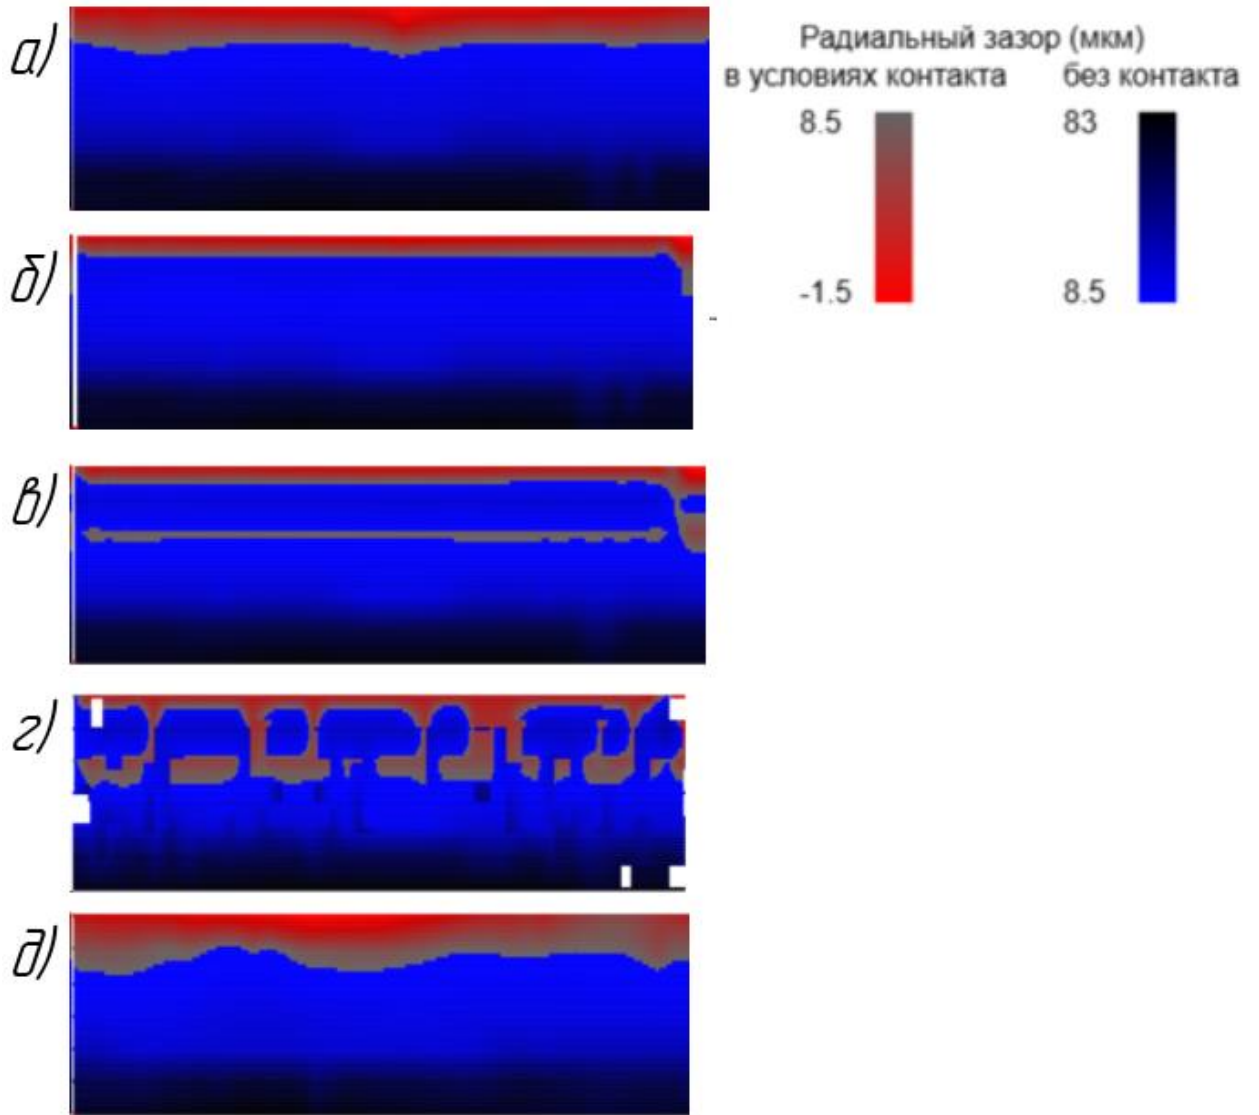 а)
Радиальный зазор (мкм)
в условиях контакта без контакта
8.5 83
-1.5 8.5
б)
в)
г)
д)